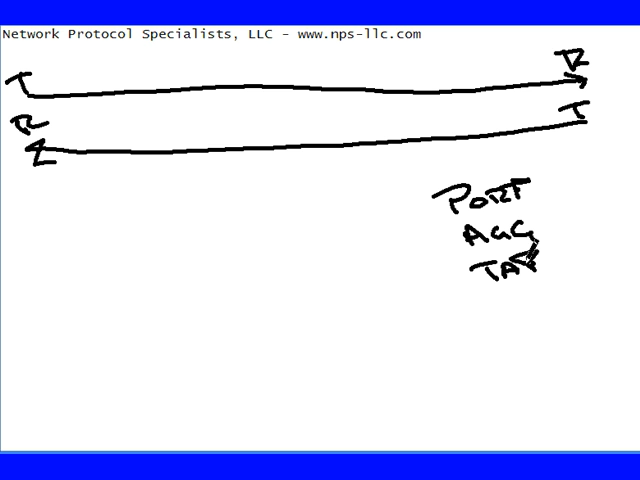 Network Protocol Specialists, LLC - www.nps-llc.com
T R
R T
PORT
AGG
TAP